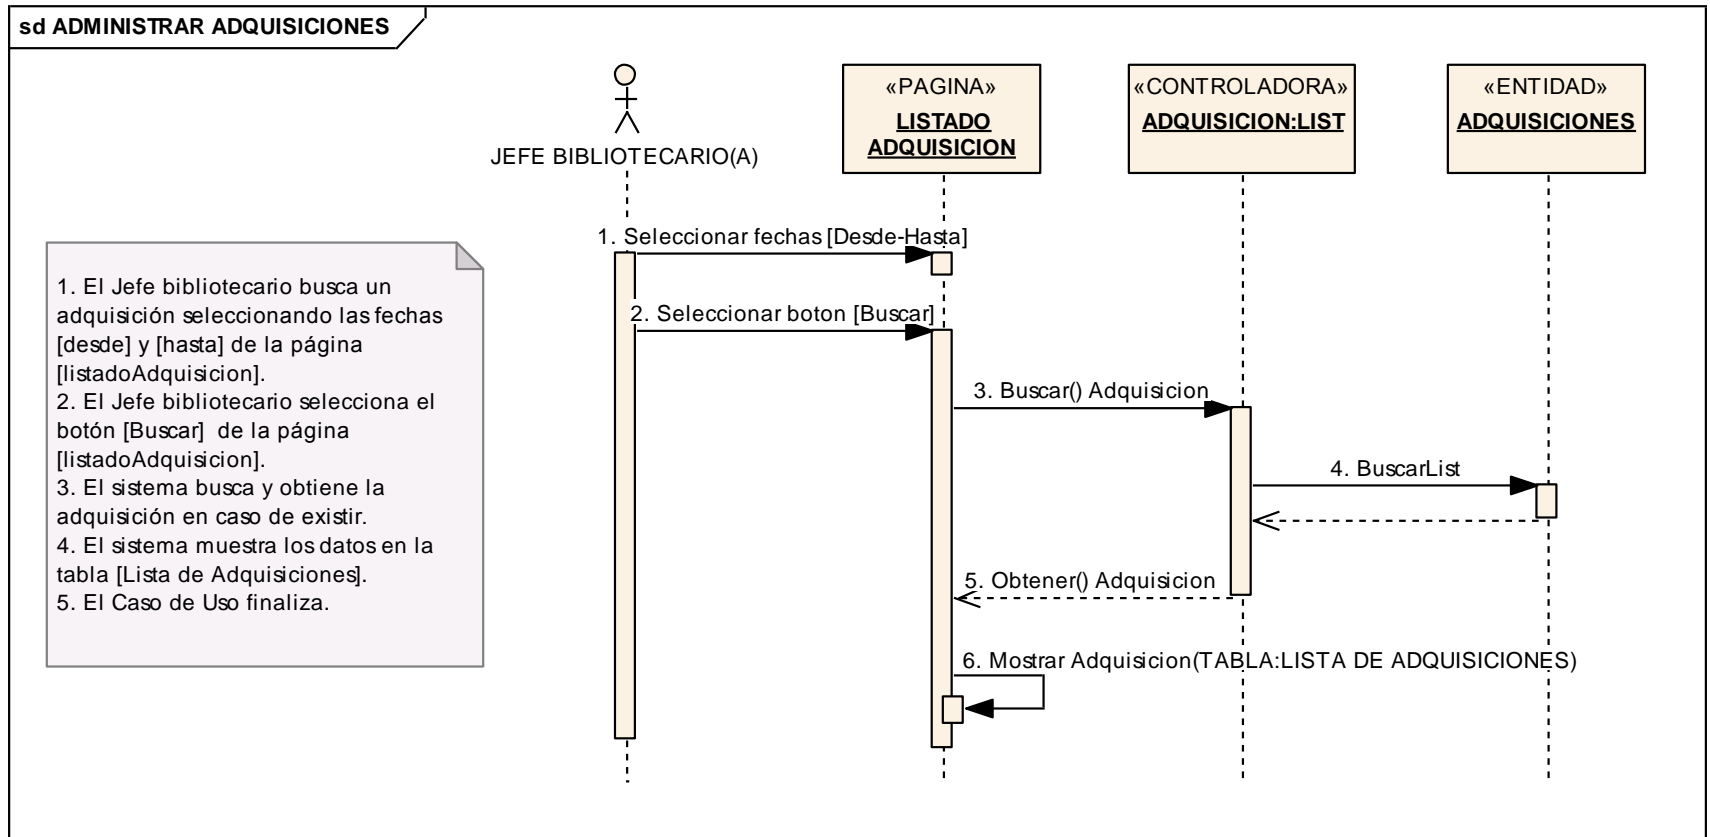 sd ADMINISTRAR ADQUISICIONES
JEFE BIBLIOTECARIO(A)
«PAGINA»
LISTADO
ADQUISICION
«CONTROLADORA»
ADQUISICION:LIST
«ENTIDAD»
ADQUISICIONES
1. El Jefe bibliotecario busca un
adquisición seleccionando las fechas
[desde] y [hasta] de la página
[listadoAdquisicion].
2. El Jefe bibliotecario selecciona el
botón [Buscar] de la página
[listadoAdquisicion].
3. El sistema busca y obtiene la
adquisición en caso de existir.
4. El sistema muestra los datos en la
tabla [Lista de Adquisiciones].
5. El Caso de Uso finaliza.
1. Seleccionar fechas [Desde-Hasta]
2. Seleccionar boton [Buscar]
3. Buscar() Adquisicion
4. BuscarList
5. Obtener() Adquisicion
6. Mostrar Adquisicion(TABLA:LISTA DE ADQUISICIONES)